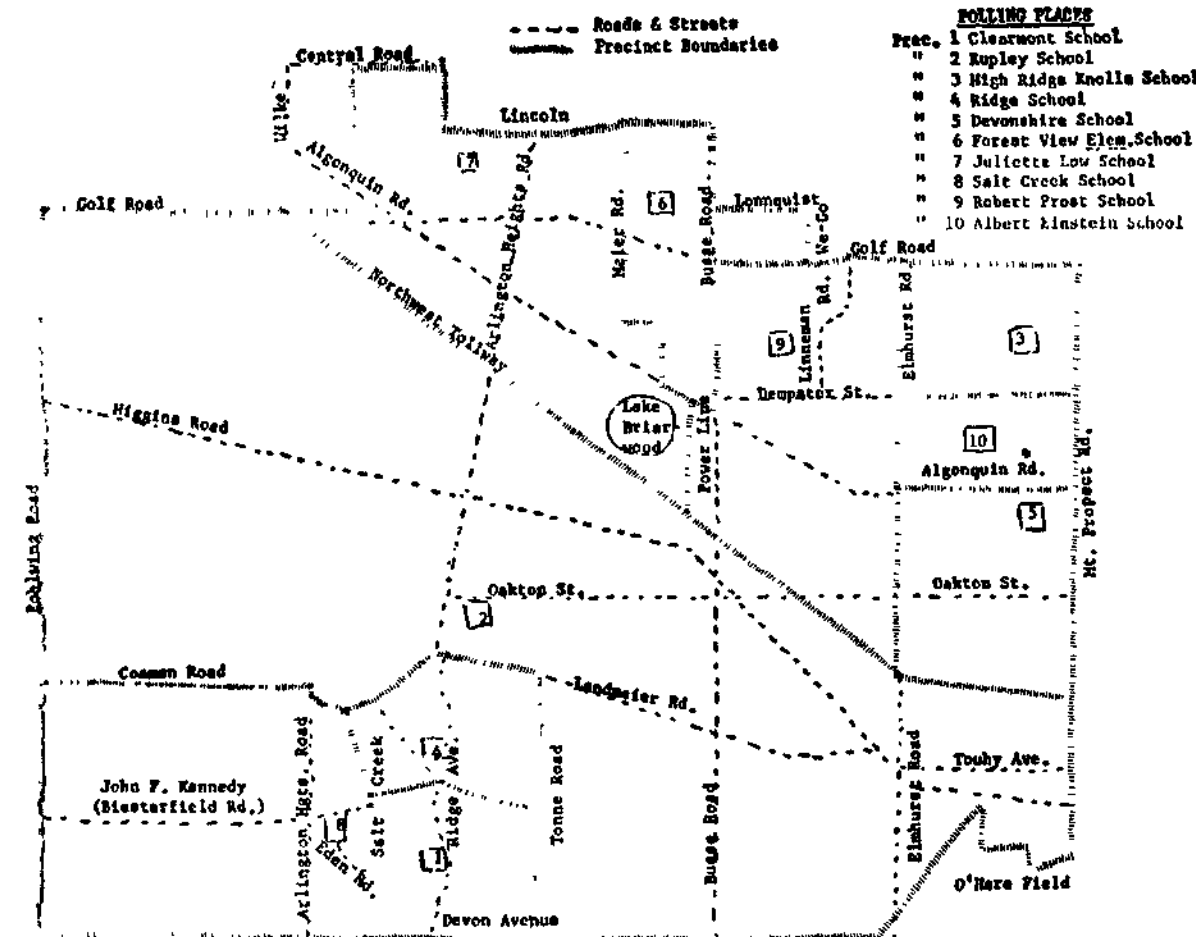 Roads & Streets
Precinct Boundaries
POLLING PLACES
Prec. 1 Clearmont School
" 2 Rupley School
" 3 High Ridge Knolls School
" 4 Ridge School
" 5 Devonshire School
" 6 Forest View Elem. School
" 7 Juliette Low School
" 8 Salt Creek School
" 9 Robert Frost School
" 10 Albert Einstein School
Central Road
Wilke
Lincoln
7
Algonquin Rd.
Arlington Heights Rd
Golf Road
Meier Rd.
6
Busse Road
Lonnquist
We-Go
Rd.
Linneman
Golf Road
Elmhurst Rd
Northwest Tollway
9
3
Dempster St.
Higgins Road
Lake
Briar
wood
Power Line
10
Algonquin Rd.
5
Mt. Propect Rd.
Rohlwing Road
Oakton St.
Oakton St.
2
Cosman Road
Landmeier Rd.
Arlington Hgts. Road
Salt Creek
Ridge Ave.
Tonne Road
Busse Road
Elmhurst Road
Touhy Ave.
John F. Kennedy
(Biesterfield Rd.)
8
Eden Rd.
1
O'Hare Field
Devon Avenue